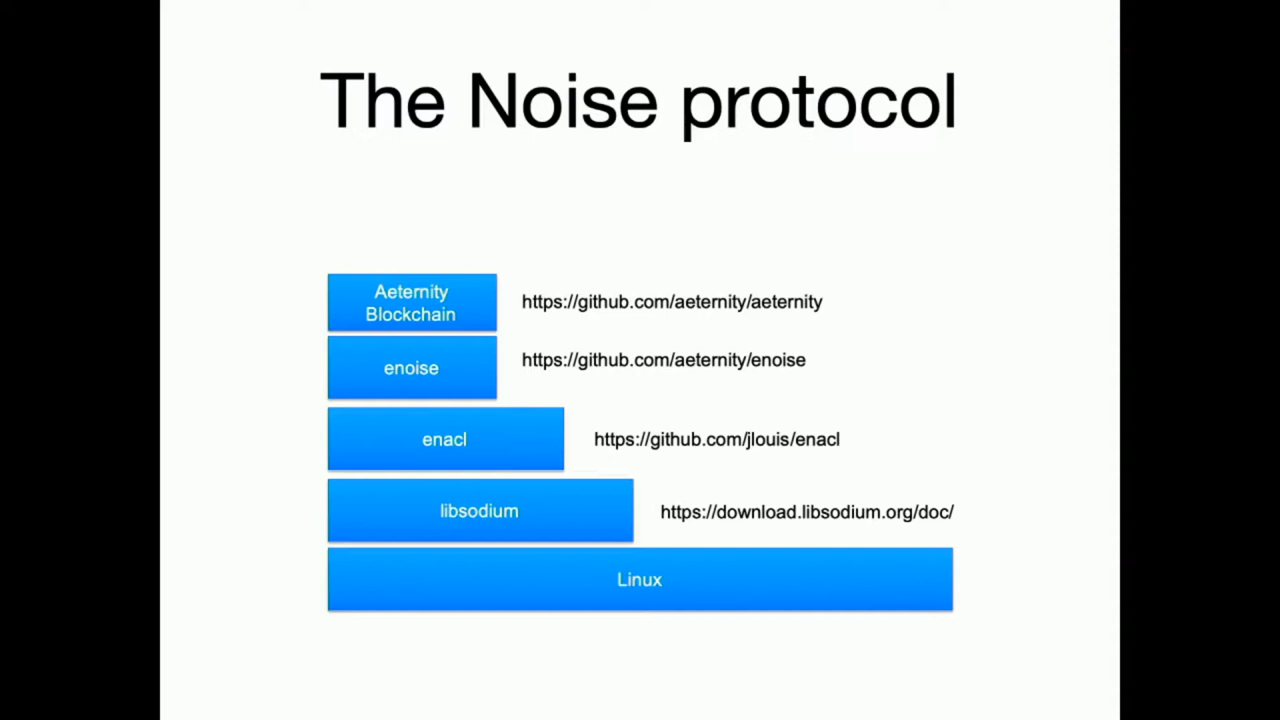 The Noise protocol
Aeternity
Blockchain
https://github.com/aeternity/aeternity
enoise
https://github.com/aeternity/enoise
enacl
https://github.com/jlouis/enacl
libsodium
https://download.libsodium.org/doc/
Linux